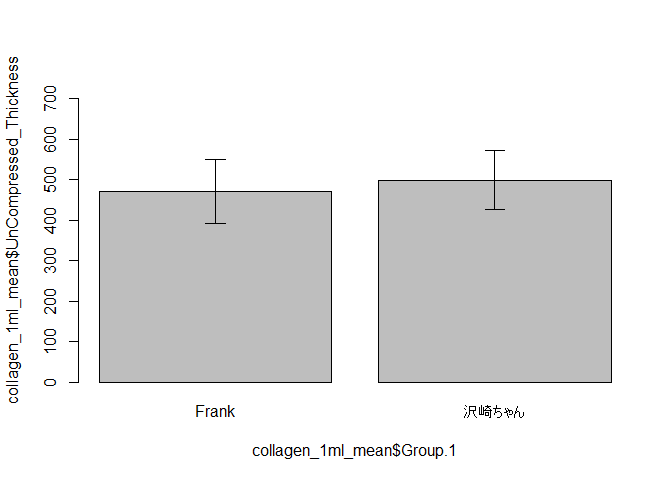 collagen_1ml_mean$UnCompressed_Thickness
700
600
500
400
300
200
100
0
Frank
沢崎ちゃん
collagen_1ml_mean$Group.1